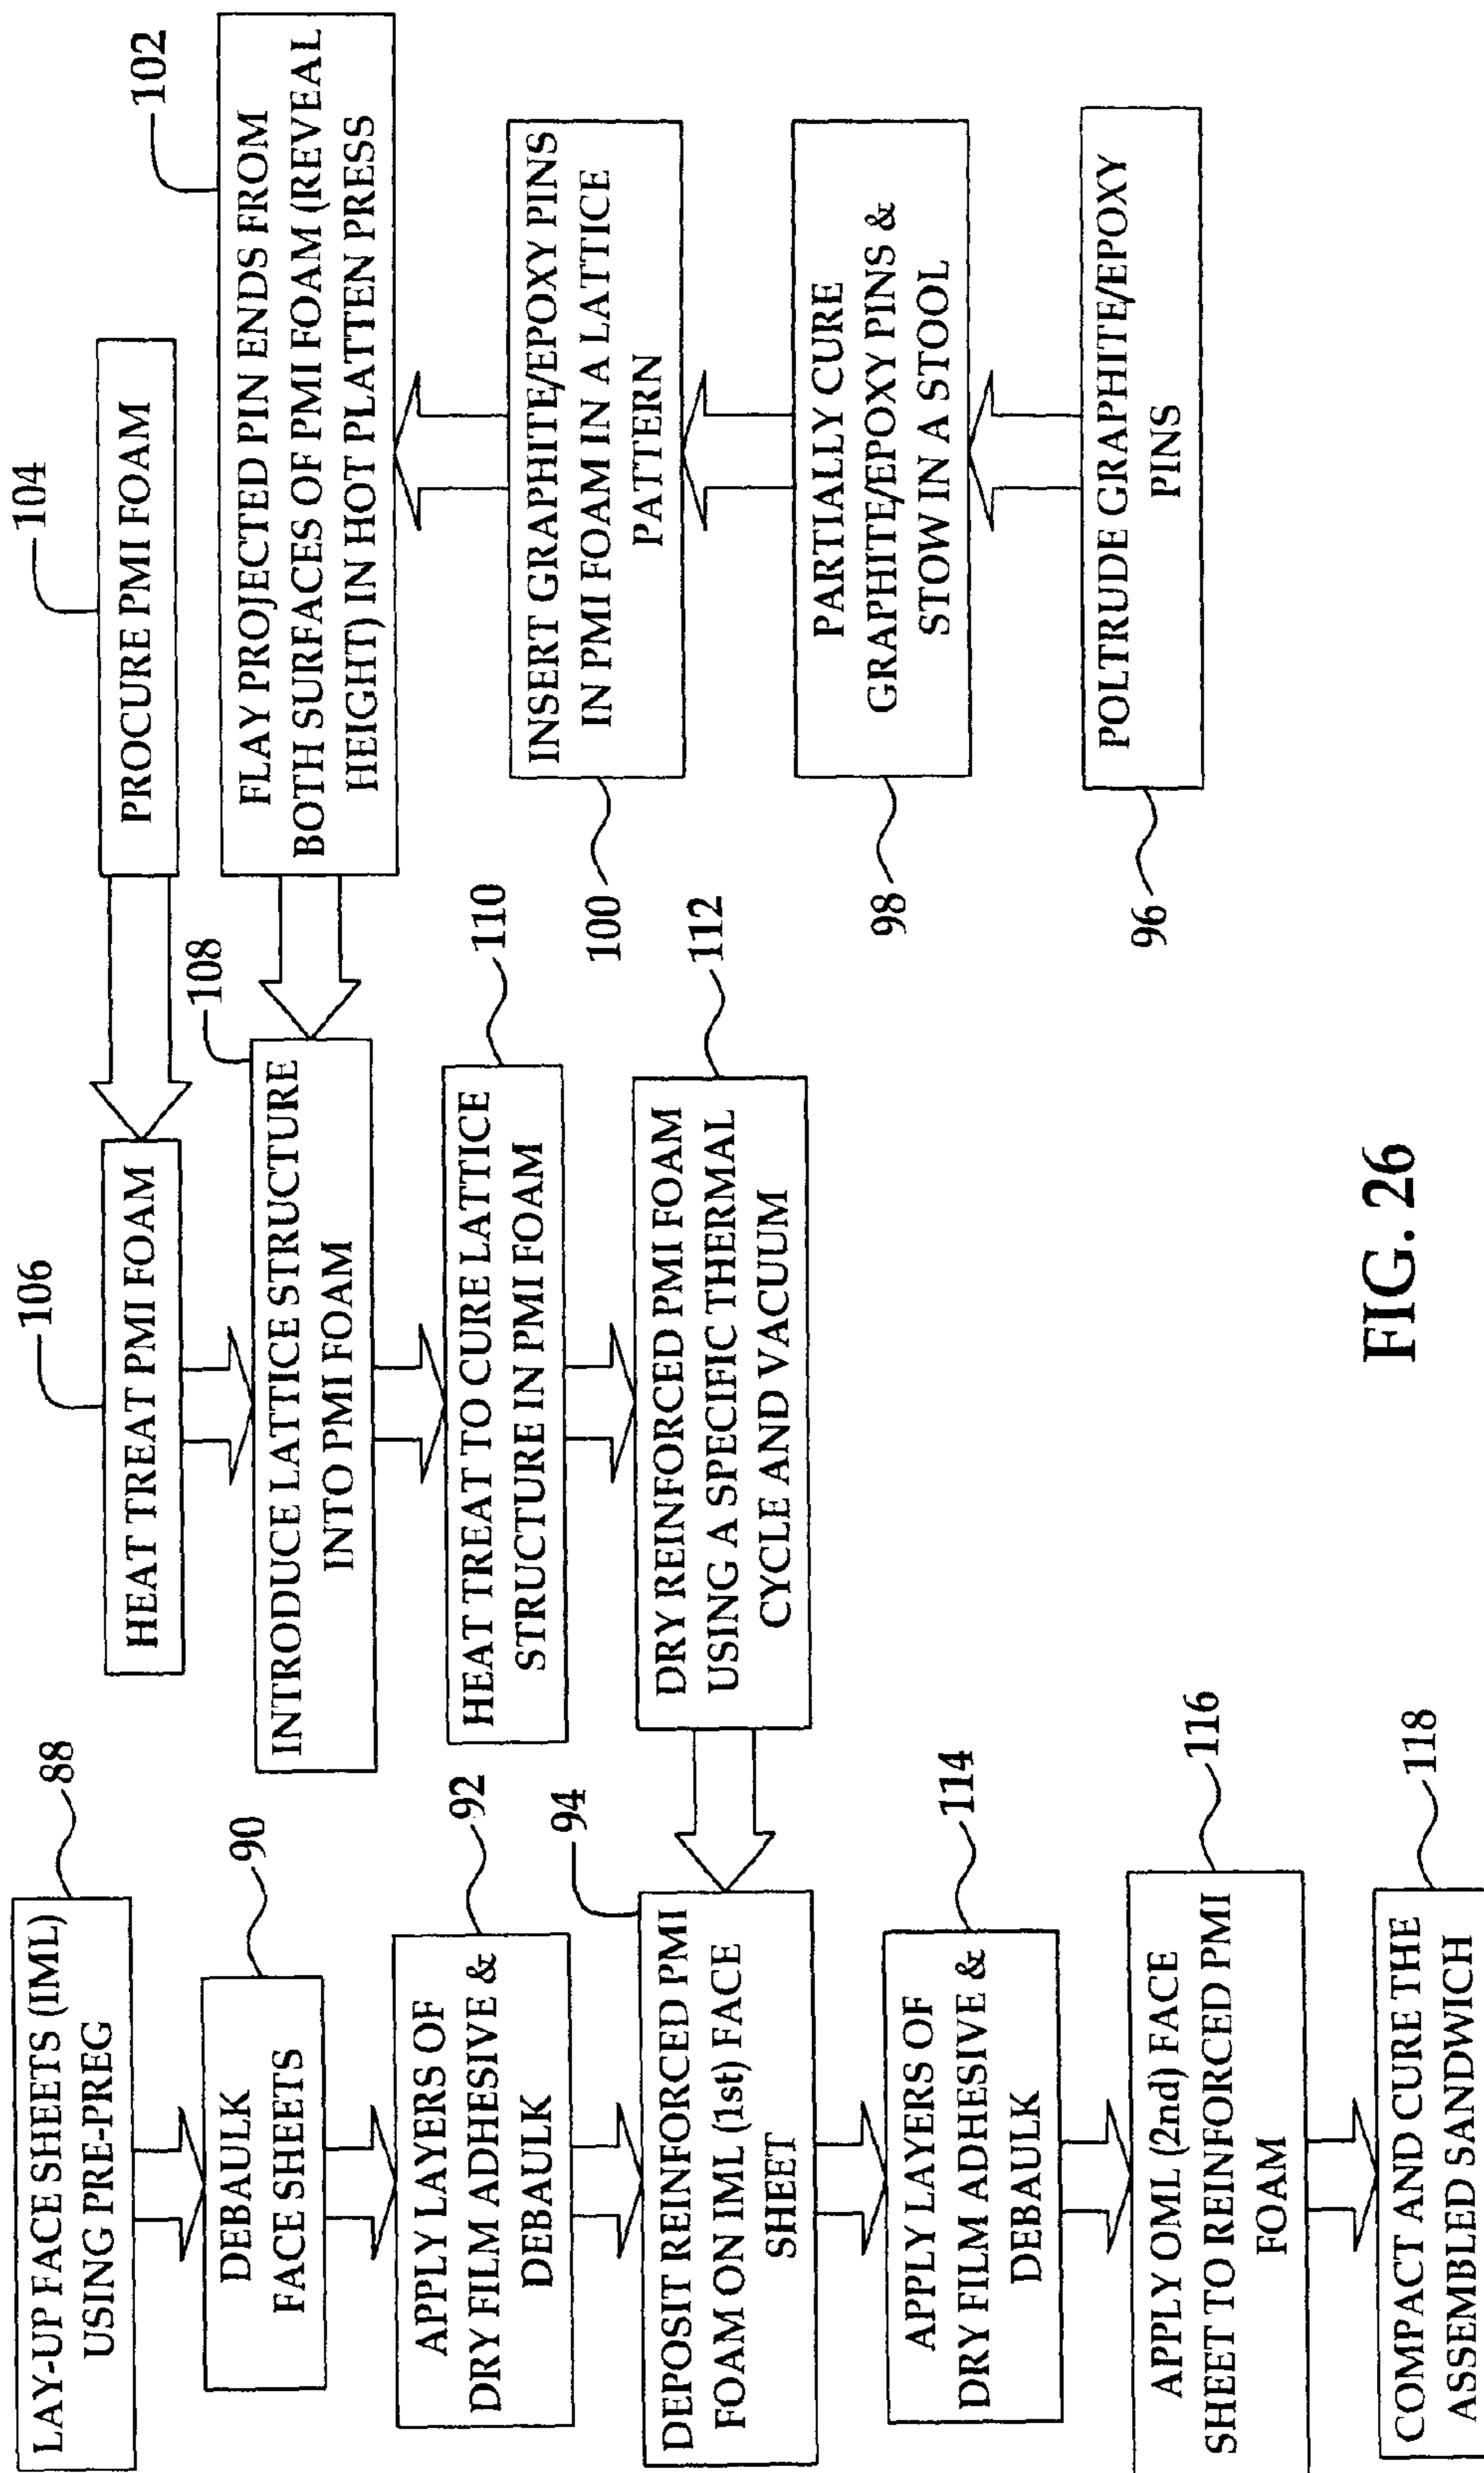 88
LAY-UP FACE SHEETS (IML)
USING PRE-PREG
90
DEBAULK
FACE SHEETS
92
APPLY LAYERS OF
DRY FILM ADHESIVE &
DEBAULK
94
DEPOSIT REINFORCED PMI
FOAM ON IML (1st) FACE
SHEET
114
APPLY LAYERS OF
DRY FILM ADHESIVE &
DEBAULK
116
APPLY OML (2nd) FACE
SHEET TO REINFORCED PMI
FOAM
118
COMPACT AND CURE THE
ASSEMBLED SANDWICH
106
HEAT TREAT PMI FOAM
108
INTRODUCE LATTICE STRUCTURE
INTO PMI FOAM
110
HEAT TREAT TO CURE LATTICE
STRUCTURE IN PMI FOAM
112
DRY REINFORCED PMI FOAM
USING A SPECIFIC THERMAL
CYCLE AND VACUUM
104
PROCURE PMI FOAM
102
FLAY PROJECTED PIN ENDS FROM
BOTH SURFACES OF PMI FOAM (REVEAL
HEIGHT) IN HOT PLATTEN PRESS
100
INSERT GRAPHITE/EPOXY PINS
IN PMI FOAM IN A LATTICE
PATTERN
98
PARTIALLY CURE
GRAPHITE/EPOXY PINS &
STOW IN A STOOL
96
POLTRUDE GRAPHITE/EPOXY
PINS
FIG. 26